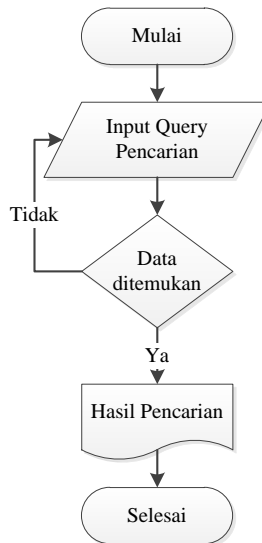 Mulai
Input Query
Pencarian
Tidak
Data
ditemukan
Ya
Hasil Pencarian
Selesai